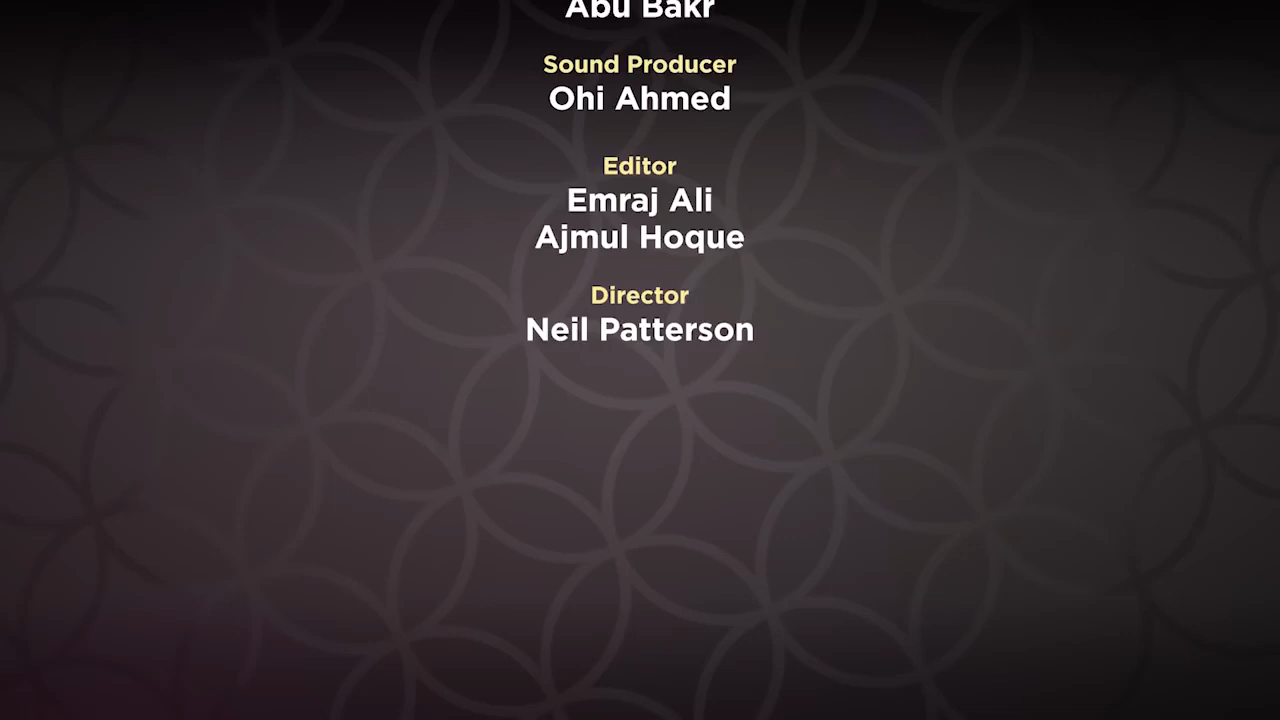 Abu Bakr
Sound Producer
Ohi Ahmed
Editor
Emraj Ali
Ajmul Hoque
Director
Neil Patterson